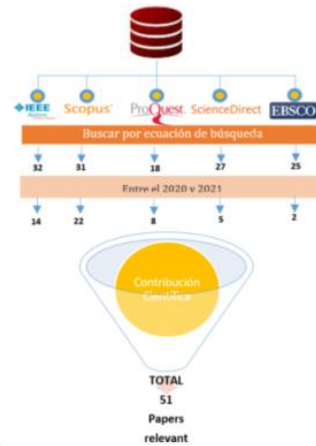 IEEE Scopus ProQuest ScienceDirect EBSCO
Buscar por ecuación de búsqueda
32 31 18 27 25
Entre el 2020 y 2021
14 22 8 5 2
Contribución
Científica
TOTAL
51
Papers
relevant